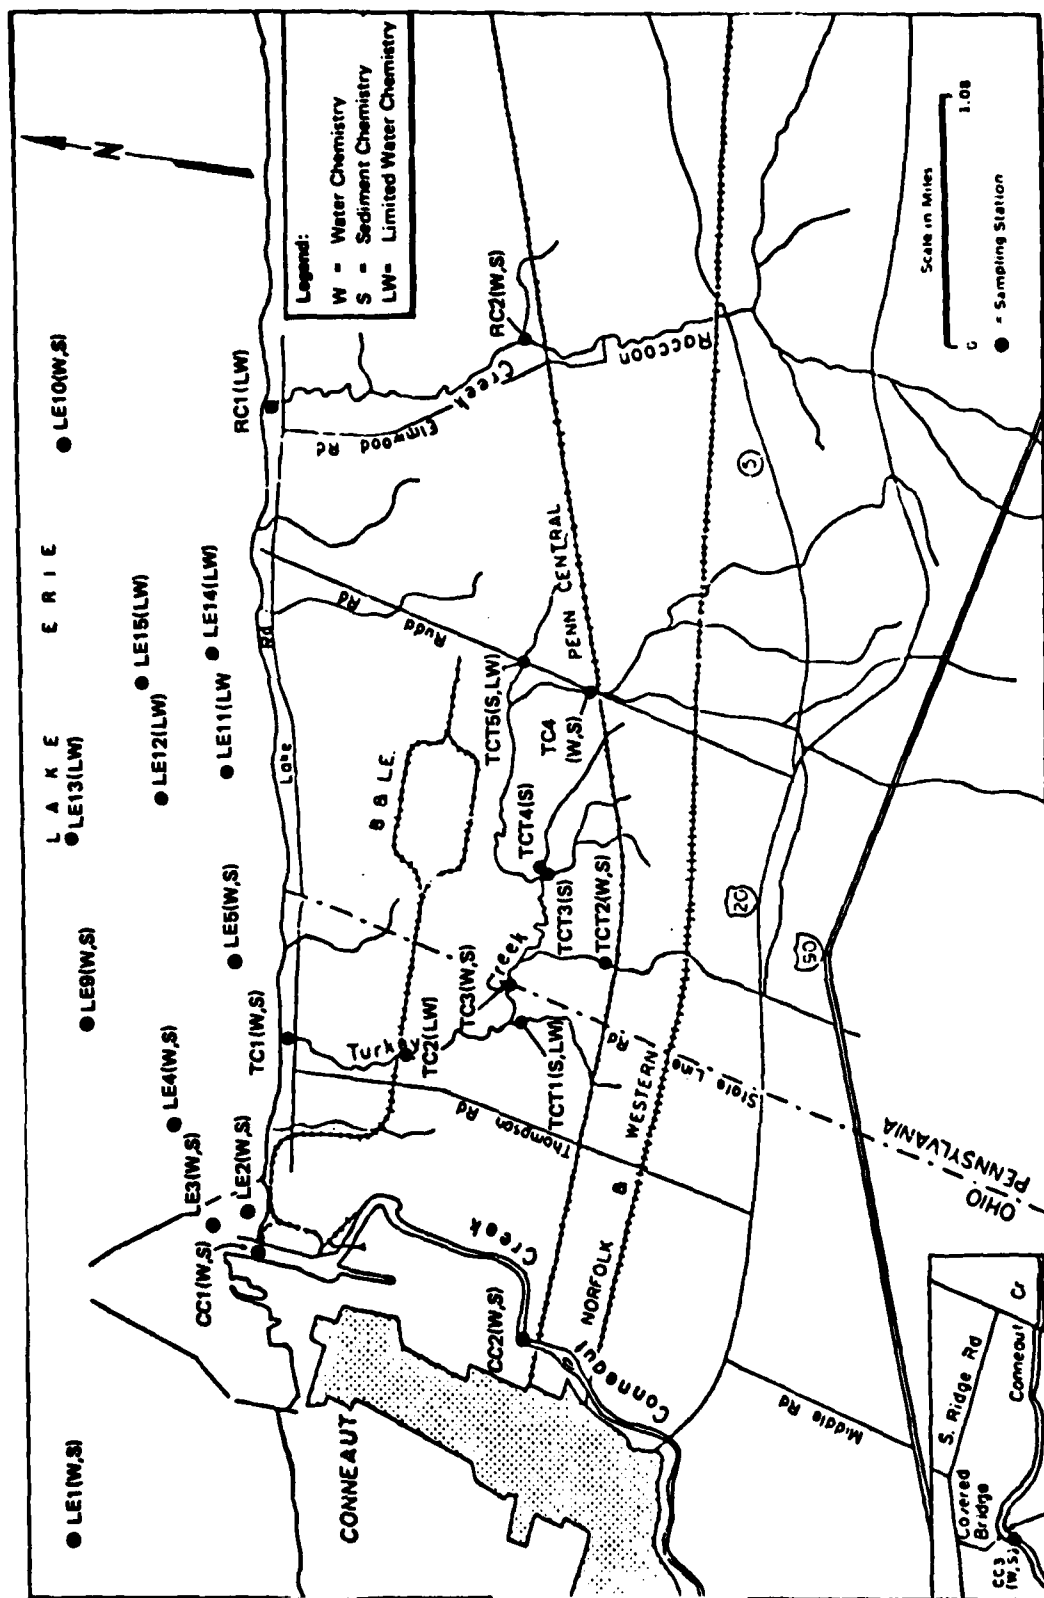 N
Legend:
W = Water Chemistry
S = Sediment Chemistry
LW= Limited Water Chemistry
LAKE ERIE
LE1(W,S)
LE3(W,S)
LE2(W,S)
LE4(W,S)
LE9(W,S)
LE5(W,S)
LE13(LW)
LE12(LW)
LE11(LW
LE15(LW)
LE14(LW)
LE10(W,S)
CC1(W,S)
TC1(W,S)
RC1(LW)
Lake Rd
CONNEAUT
Turkey Creek
TC2(LW)
TC3(W,S)
B & LE.
Rudd Rd
Elmwood Rd
Raccoon Creek
RC2(W,S)
CC2(W,S)
Conneaut Creek
Thompson Rd
TCT1(S,LW)
TCT3(S)
TCT2(W,S)
TCT4(S)
TCT5(S,LW)
TC4
(W,S)
PENN CENTRAL
NORFOLK & WESTERN
State Line Rd
5
20
Middle Rd
OHIO
PENNSYLVANIA
Scale in Miles
0 1.08
● = Sampling Station
S. Ridge Rd
Covered
Bridge
Conneaut Cr
CC3
(W,S)